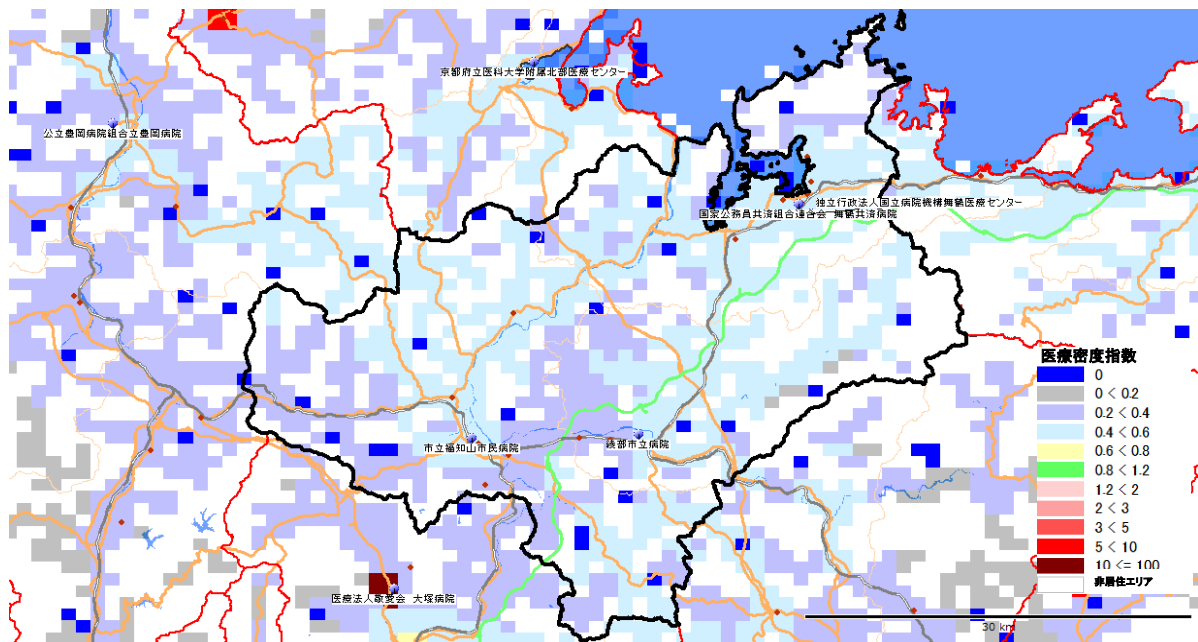 京都府立医科大学附属北部医療センター
公立豊岡病院組合立豊岡病院
独立行政法人国立病院機構舞鶴医療センター
国家公務員共済組合連合会 舞鶴共済病院
市立福知山市民病院
綾部市立病院
医療法人敬愛会 大塚病院
医療密度指数
0
0 < 0.2
0.2 < 0.4
0.4 < 0.6
0.6 < 0.8
0.8 < 1.2
1.2 < 2
2 < 3
3 < 5
5 < 10
10 <= 100
非居住エリア
30 km